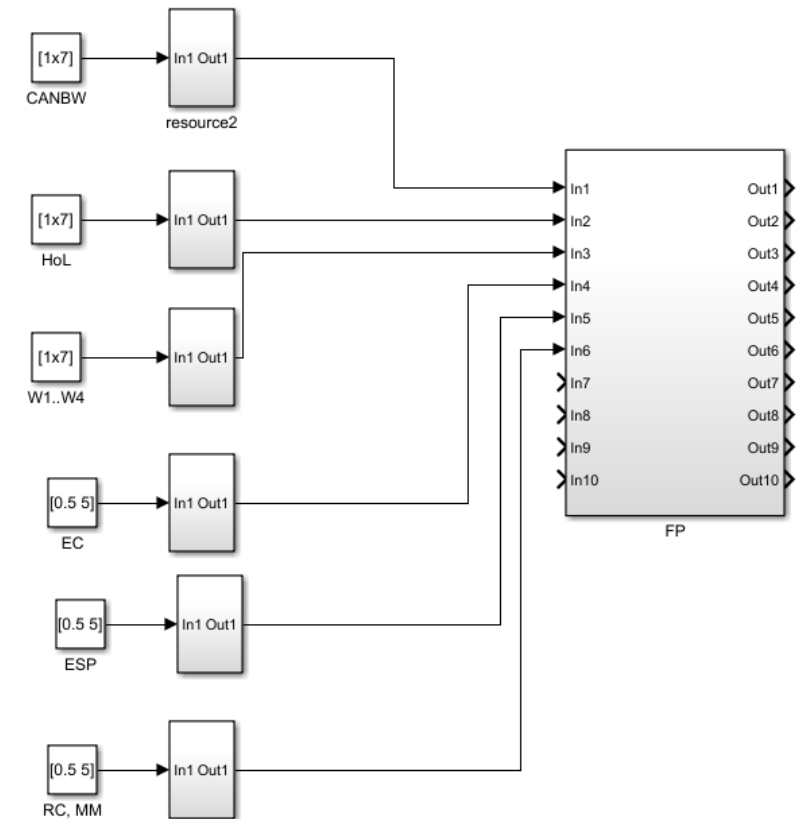 [1x7]
CANBW
In1 Out1
resource2
[1x7]
HoL
In1 Out1
[1x7]
W1..W4
In1 Out1
[0.5 5]
EC
In1 Out1
[0.5 5]
ESP
In1 Out1
[0.5 5]
RC, MM
In1 Out1
In1 Out1
In2 Out2
In3 Out3
In4 Out4
In5 Out5
In6 Out6
In7 Out7
In8 Out8
In9 Out9
In10 Out10
FP